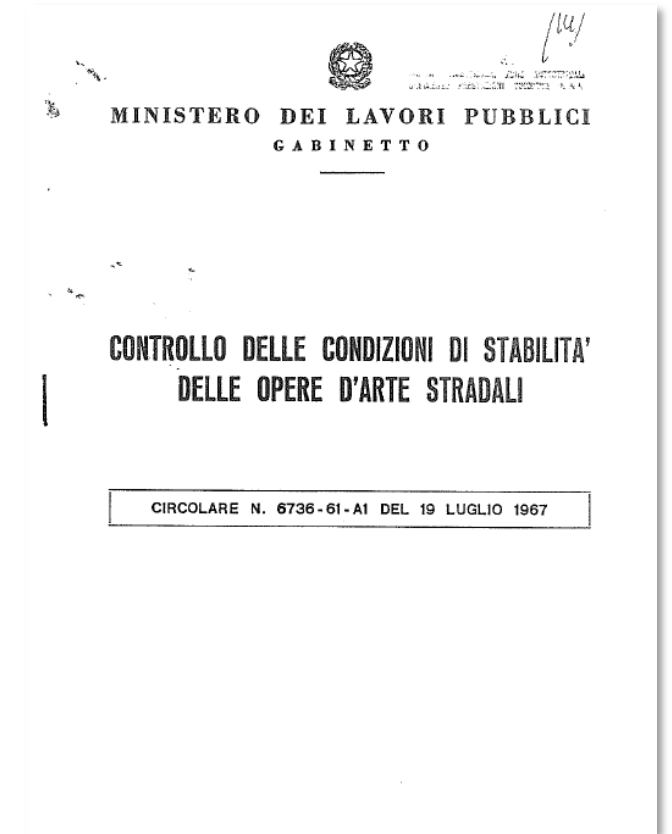 MINISTERO DEI LAVORI PUBBLICI
GABINETTO
CONTROLLO DELLE CONDIZIONI DI STABILITA'
DELLE OPERE D'ARTE STRADALI
CIRCOLARE N. 6736-61-A1 DEL 19 LUGLIO 1967